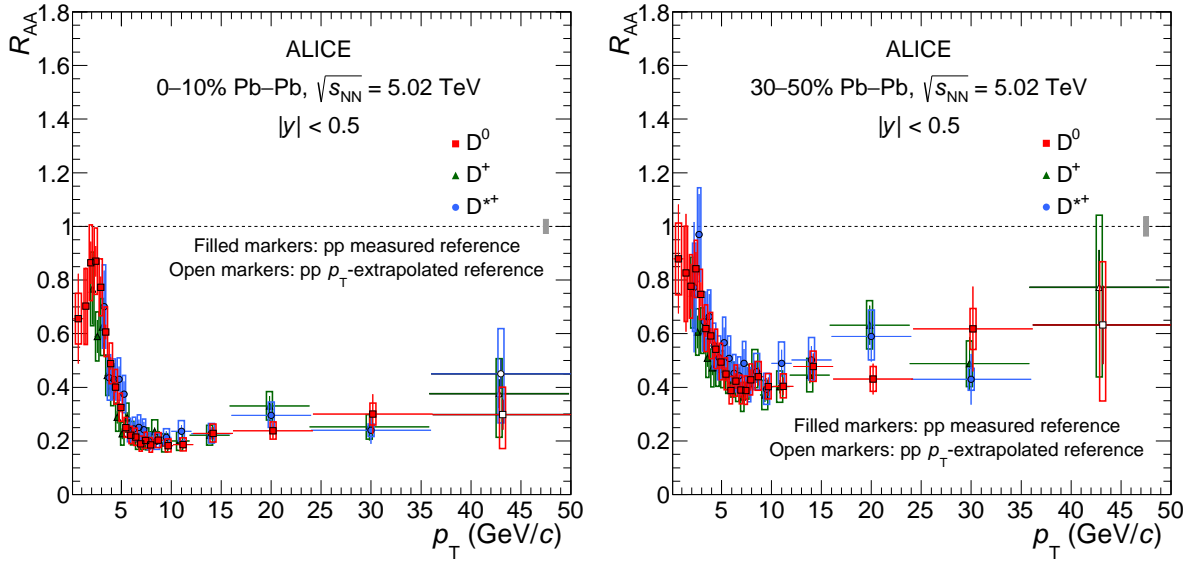 R_AA
1.8
1.6
1.4
1.2
1
0.8
0.6
0.4
0.2
0
ALICE
0–10% Pb–Pb, √s_NN = 5.02 TeV
|y| < 0.5
D^0
D^+
D*^+
Filled markers: pp measured reference
Open markers: pp p_T-extrapolated reference
5 10 15 20 25 30 35 40 45 50
p_T (GeV/c)
R_AA
1.8
1.6
1.4
1.2
1
0.8
0.6
0.4
0.2
0
ALICE
30–50% Pb–Pb, √s_NN = 5.02 TeV
|y| < 0.5
D^0
D^+
D*^+
Filled markers: pp measured reference
Open markers: pp p_T-extrapolated reference
5 10 15 20 25 30 35 40 45 50
p_T (GeV/c)